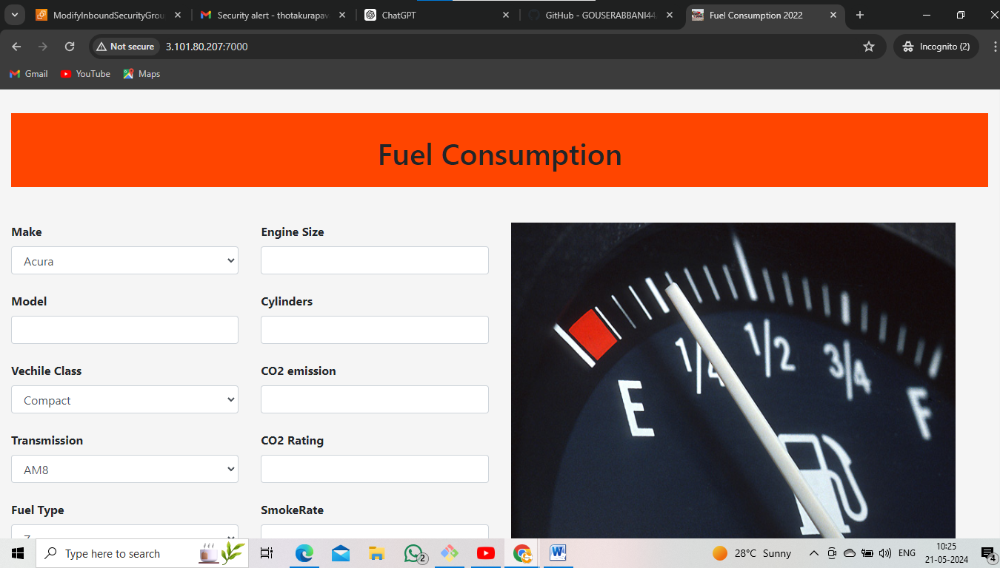 ModifyInboundSecurityGrou
Security alert - thotakurapav
ChatGPT
GitHub - GOUSERABBANI44
Fuel Consumption 2022
Not secure
3.101.80.207:7000
Incognito (2)
Gmail
YouTube
Maps
Fuel Consumption
Make
Engine Size
Acura
Model
Cylinders
Vechile Class
CO2 emission
Compact
Transmission
CO2 Rating
AM8
Fuel Type
SmokeRate
E
1/4
1/2
3/4
F
Type here to search
2
W
28°C Sunny
ENG
10:25
21-05-2024
4